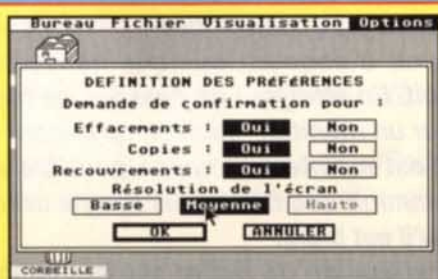 Bureau Fichier Visualisation Options
DEFINITION DES PRéFéRENCES
Demande de confirmation pour
Effacements : Oui Non
Copies : Oui Non
Recouvrements : Oui Non
Résolution de l'écran
Basse Moyenne Haute
OK ANNULER
CORBEILLE